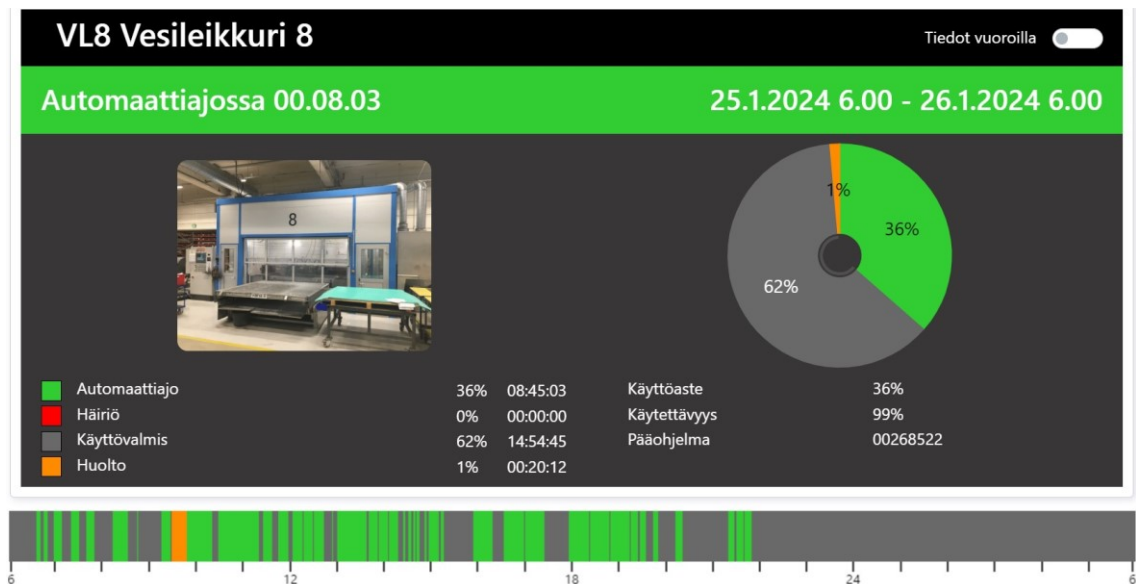 VL8 Vesileikkuri 8
Tiedot vuoroilla
Automaattiajossa 00.08.03
25.1.2024 6.00 - 26.1.2024 6.00
8
1%
36%
62%
Automaattiajo 36% 08:45:03
Häiriö 0% 00:00:00
Käyttövalmis 62% 14:54:45
Huolto 1% 00:20:12
Käyttöaste 36%
Käytettävyys 99%
Pääohjelma 00268522
6 12 18 24